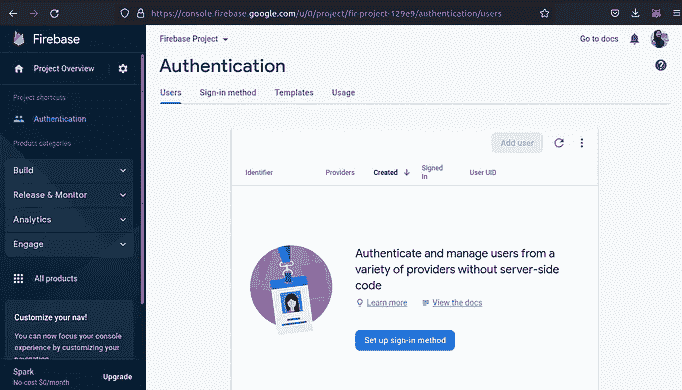 https://console.firebase.google.com/u/0/project/fir-project-129e9/authentication/users
Firebase
Firebase Project
Go to docs
Project Overview
Authentication
Users Sign-in method Templates Usage
Project shortcuts
Authentication
Product categories
Build
Release & Monitor
Analytics
Engage
All products
Customize your nav!
You can now focus your console
experience by customizing your
Spark
No-cost $0/month
Upgrade
Add user
Identifier Providers Created Signed In User UID
Authenticate and manage users from a
variety of providers without server-side
code
Learn more View the docs
Set up sign-in method